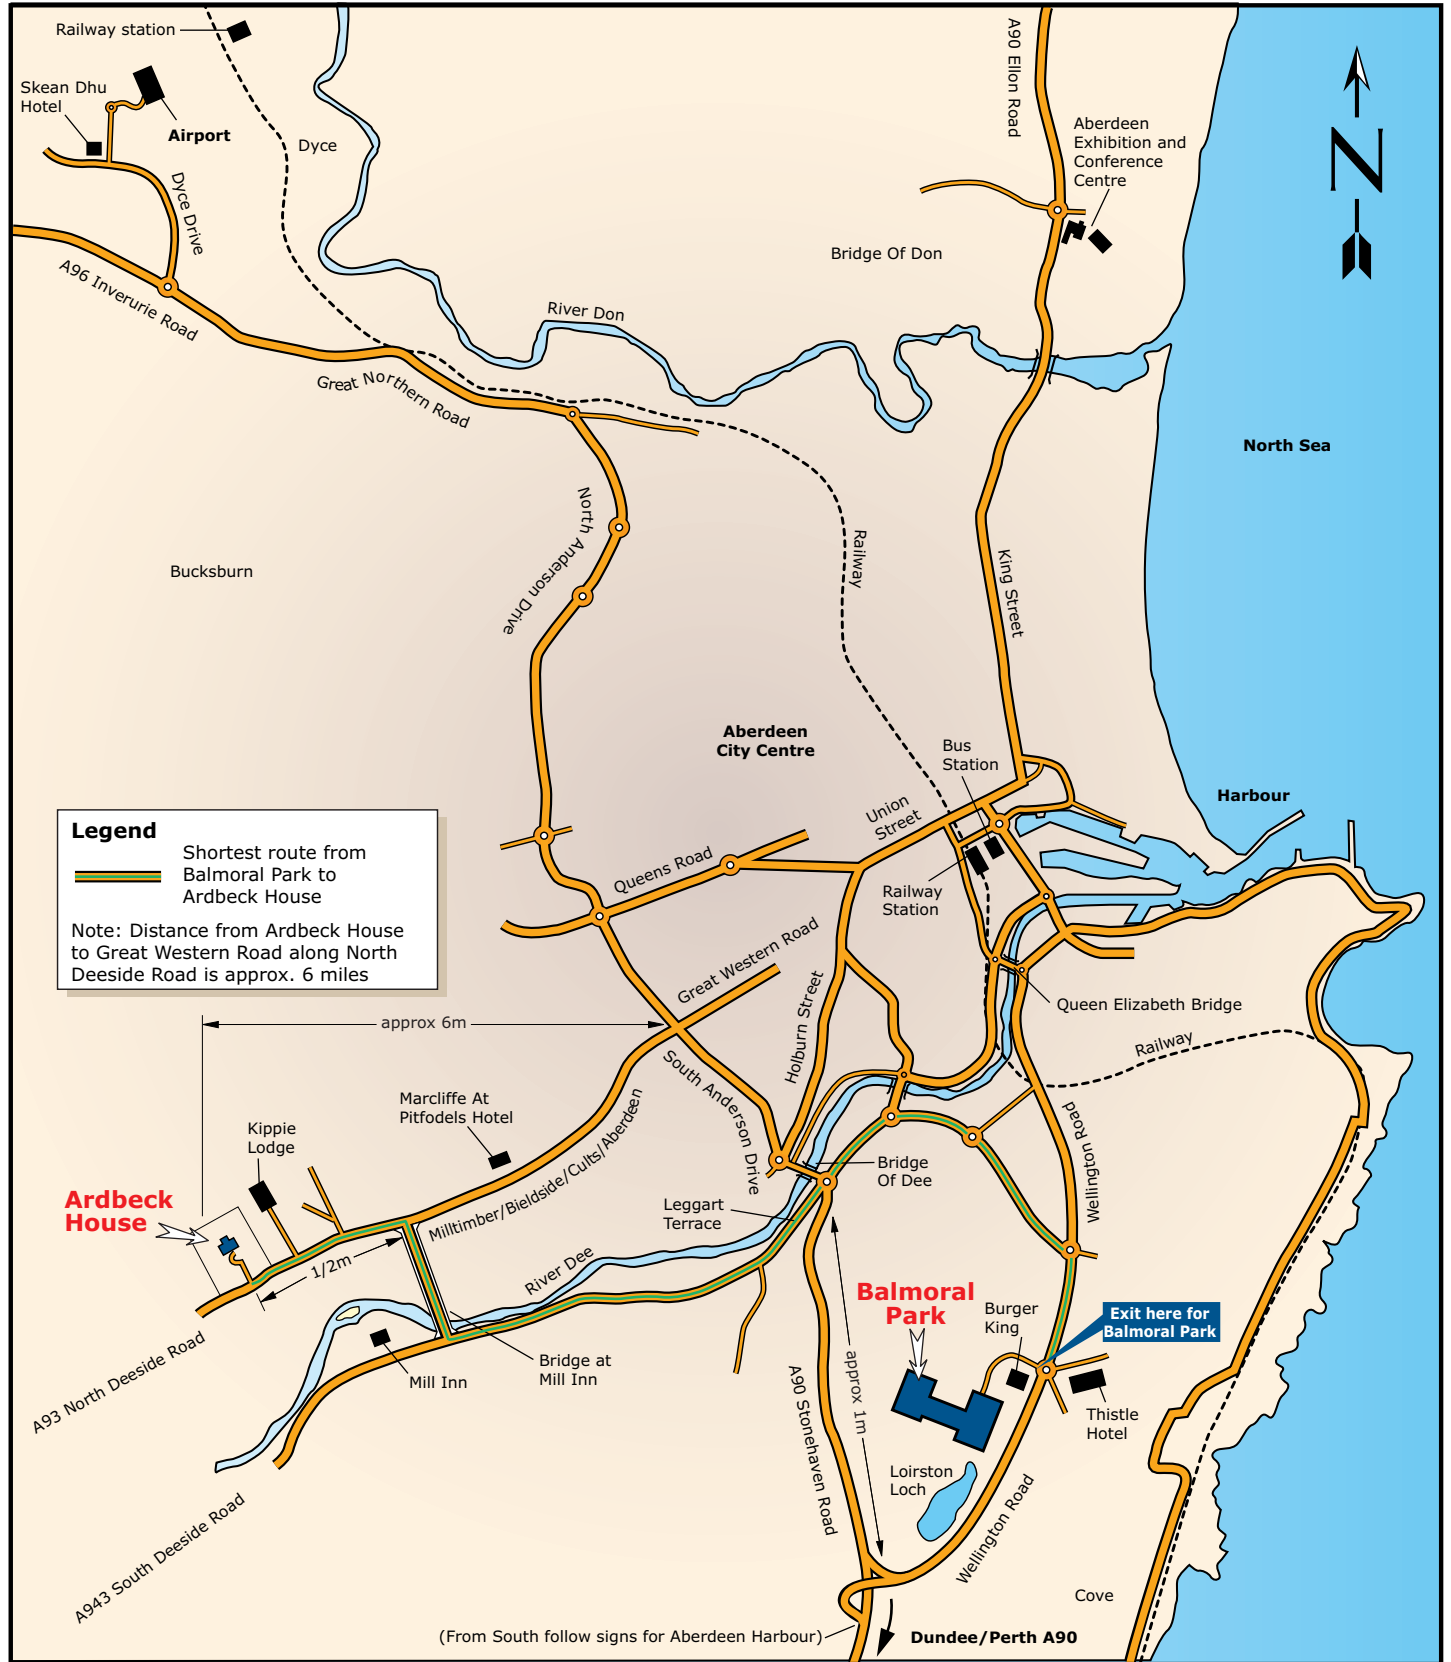 Railway station
Skean Dhu
Hotel
Airport
Dyce
Dyce Drive
A96 Inverurie Road
Great Northern Road
River Don
Bridge Of Don
A90 Ellon Road
Aberdeen
Exhibition and
Conference
Centre
N
North Sea
Bucksburn
North Anderson Drive
Railway
King Street
Aberdeen
City Centre
Bus
Station
Union
Street
Harbour
Legend
Shortest route from
Balmoral Park to
Ardbeck House
Note: Distance from Ardbeck House
to Great Western Road along North
Deeside Road is approx. 6 miles
Queens Road
Railway
Station
Great Western Road
Holburn Street
Queen Elizabeth Bridge
approx 6m
Railway
South Anderson Drive
Marcliffe At
Pitfodels Hotel
Kippie
Lodge
Milltimber/Bieldside/Cults/Aberdeen
Wellington Road
Bridge
Of Dee
Leggart
Terrace
Ardbeck
House
1/2m
River Dee
Balmoral
Park
Burger
King
Exit here for
Balmoral Park
A93 North Deeside Road
Mill Inn
Bridge at
Mill Inn
approx 1m
A90 Stonehaven Road
Thistle
Hotel
Loirston
Loch
Wellington Road
A943 South Deeside Road
Cove
(From South follow signs for Aberdeen Harbour)
Dundee/Perth A90